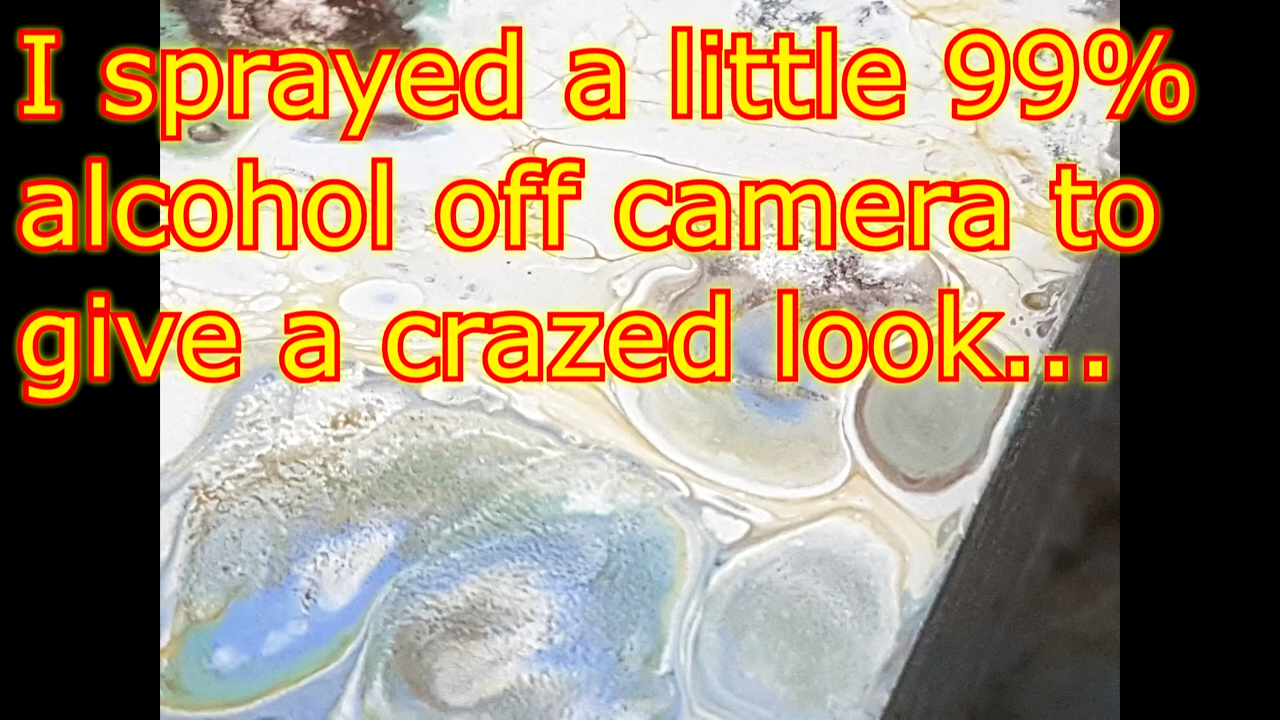 I sprayed a little 99%
alcohol off camera to
give a crazed look...